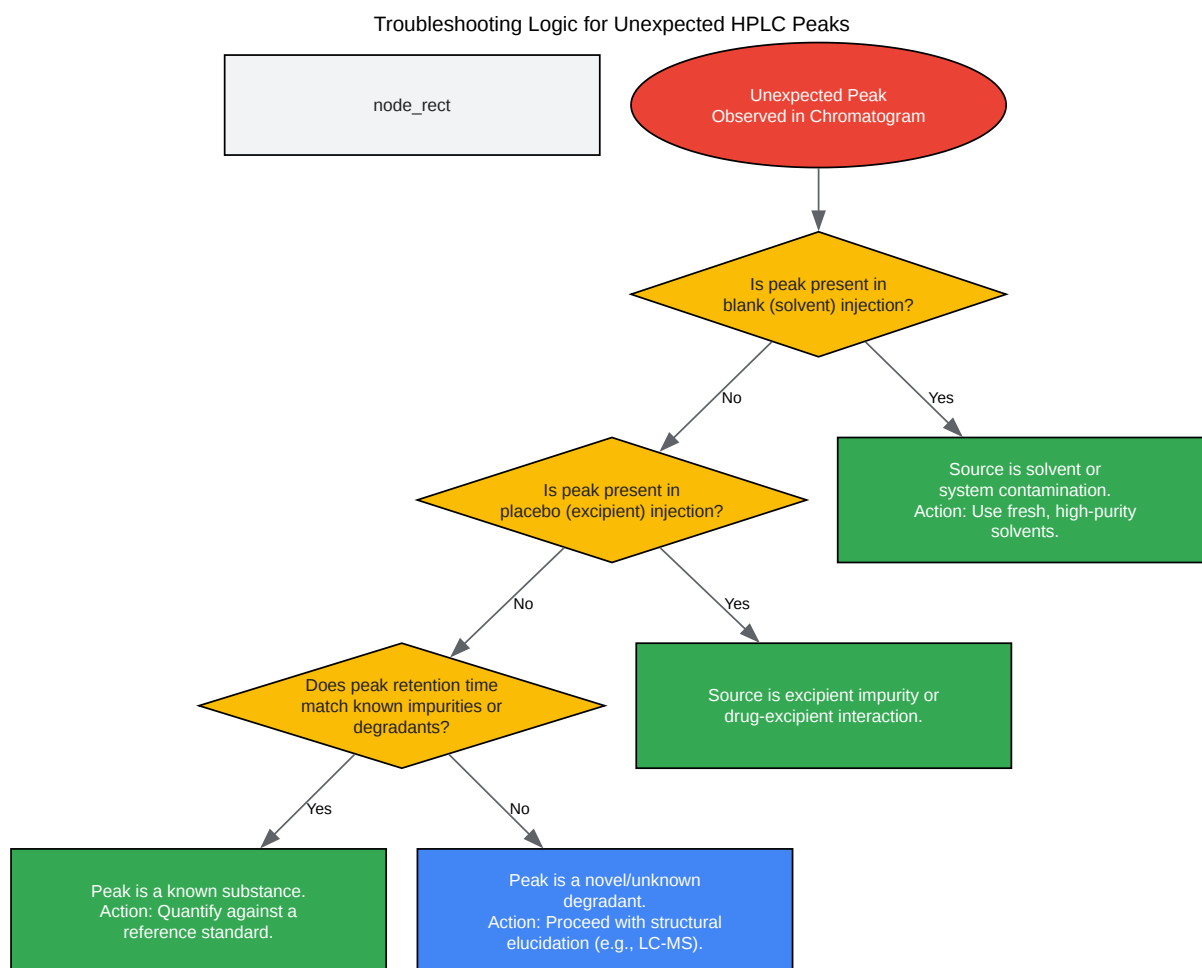 Troubleshooting Logic for Unexpected HPLC Peaks
node_rect
Unexpected Peak
Observed in Chromatogram
Is peak present in
blank (solvent) injection?
No
Yes
Is peak present in
placebo (excipient) injection?
Source is solvent or
system contamination.
Action: Use fresh, high-purity
solvents.
No
Yes
Does peak retention time
match known impurities or
degradants?
Source is excipient impurity or
drug-excipient interaction.
Yes
No
Peak is a known substance.
Action: Quantify against a
reference standard.
Peak is a novel/unknown
degradant.
Action: Proceed with structural
elucidation (e.g., LC-MS).